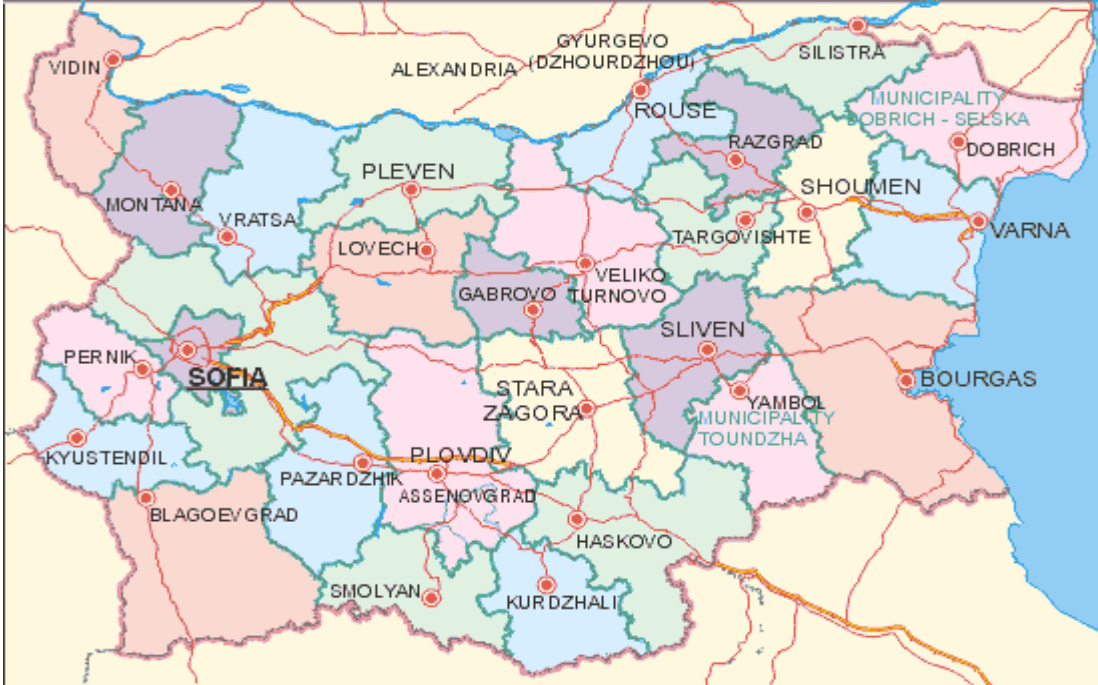 GYURGEVO
(DZHOURDZHOU)
ALEXANDRIA
SILISTRA
VIDIN
MUNICIPALITY
DOBRICH - SELSKA
ROUSE
RAZGRAD
DOBRICH
PLEVEN
SHOUMEN
MONTANA
VRATSA
TARGOVISHTE
VARNA
LOVECH
VELIKO
TURNOVO
GABROVO
SLIVEN
PERNIK
SOFIA
BOURGAS
STARA
ZAGORA
YAMBOL
MUNICIPALITY
TOUNDZHA
KYUSTENDIL
PLOVDIV
PAZARDZHIK
ASSENOVGRAD
BLAGOEVGRAD
HASKOVO
SMOLYAN
KURDZHALI